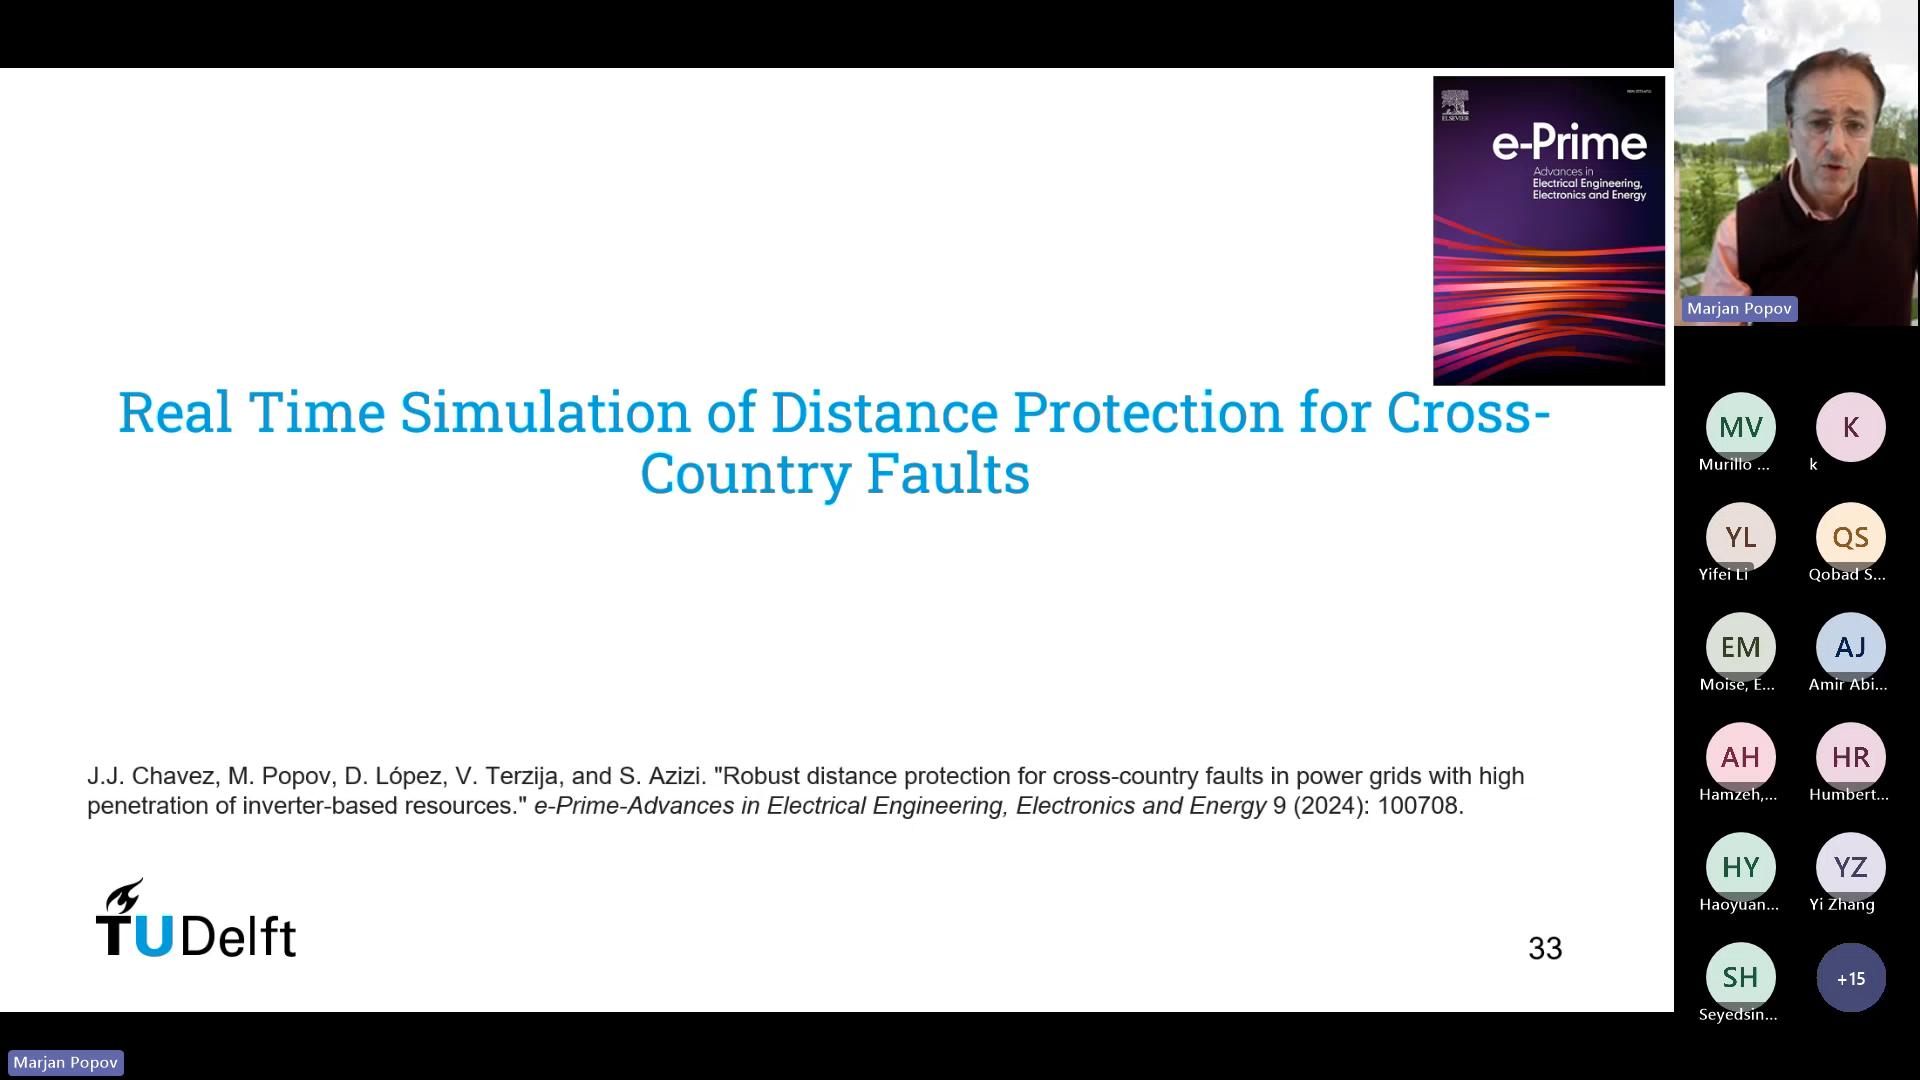 ELSEVIER
e-Prime
Advances in
Electrical Engineering,
Electronics and Energy
Real Time Simulation of Distance Protection for Cross-
Country Faults
J.J. Chavez, M. Popov, D. López, V. Terzija, and S. Azizi. "Robust distance protection for cross-country faults in power grids with high
penetration of inverter-based resources." e-Prime-Advances in Electrical Engineering, Electronics and Energy 9 (2024): 100708.
TUDelft
33
Marjan Popov
MV
Murillo ...
K
k
YL
Yifei Li
QS
Qobad S...
EM
Moise, E...
AJ
Amir Abi...
AH
Hamzeh,...
HR
Humbert...
HY
Haoyuan...
YZ
Yi Zhang
SH
Seyedsin...
+15
Marjan Popov